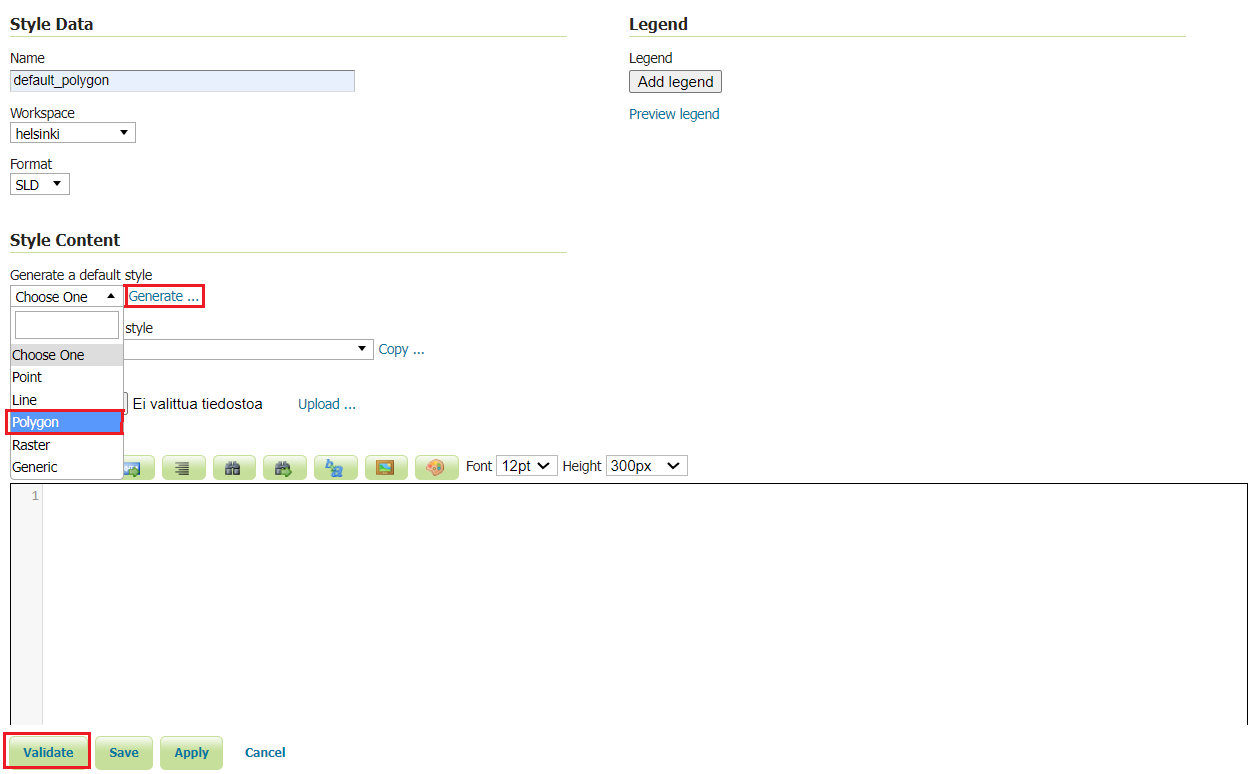 Style Data
Name
default_polygon
Workspace
helsinki
Format
SLD
Legend
Legend
Add legend
Preview legend
Style Content
Generate a default style
Choose One
Generate ...
style
Copy ...
Choose One
Point
Line
Polygon
Raster
Generic
Ei valittua tiedostoa
Upload ...
Font 12pt Height 300px
1
Validate Save Apply Cancel